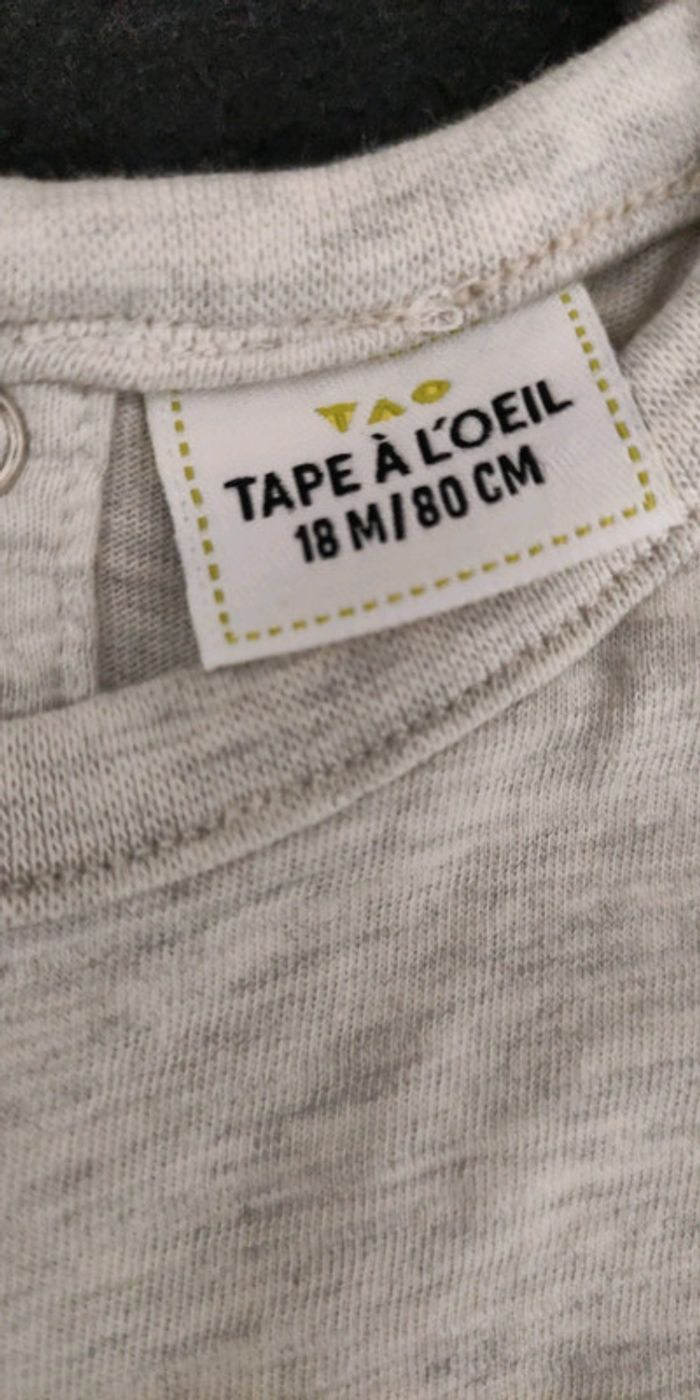 TAO
TAPE À L'OEIL
18 M/80 CM